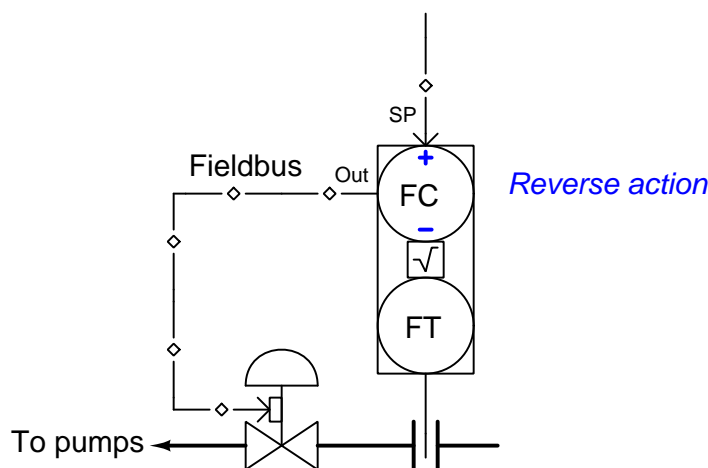 SP
+
Fieldbus
Out
FC
Reverse action
−
√
FT
To pumps